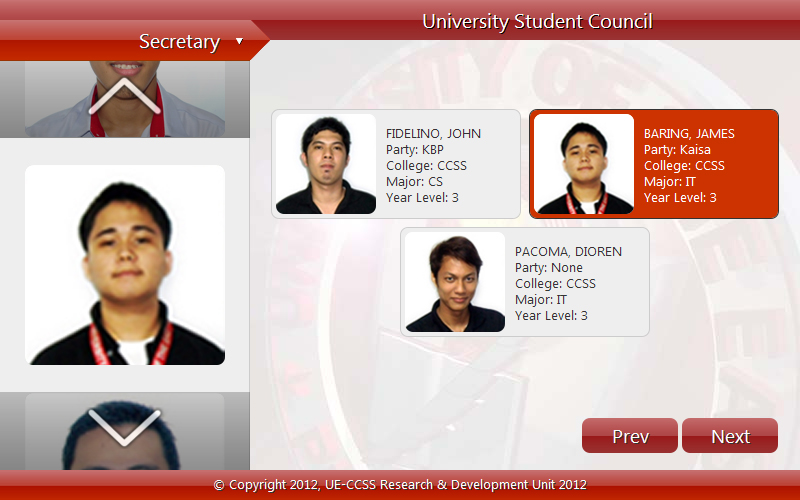 University Student Council
Secretary
FIDELINO, JOHN
Party: KBP
College: CCSS
Major: CS
Year Level: 3
BARING, JAMES
Party: Kaisa
College: CCSS
Major: IT
Year Level: 3
PACOMA, DIOREN
Party: None
College: CCSS
Major: IT
Year Level: 3
Prev
Next
© Copyright 2012, UE-CCSS Research & Development Unit 2012